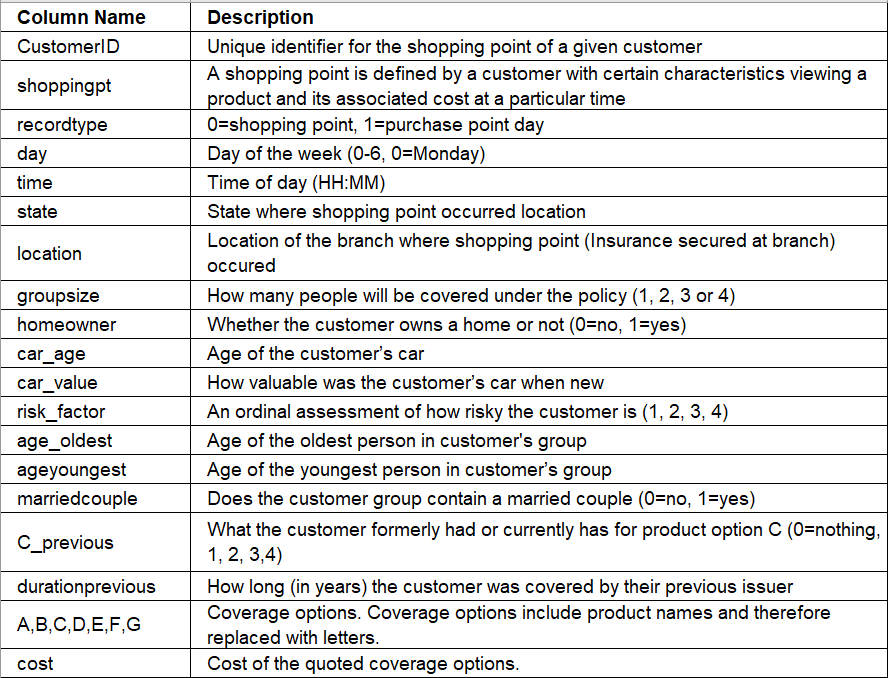 Column Name Description
CustomerID Unique identifier for the shopping point of a given customer
shoppingpt A shopping point is defined by a customer with certain characteristics viewing a
product and its associated cost at a particular time
recordtype 0=shopping point, 1=purchase point day
day Day of the week (0-6, 0=Monday)
time Time of day (HH:MM)
state State where shopping point occurred location
location Location of the branch where shopping point (Insurance secured at branch)
occured
groupsize How many people will be covered under the policy (1, 2, 3 or 4)
homeowner Whether the customer owns a home or not (0=no, 1=yes)
car_age Age of the customer’s car
car_value How valuable was the customer’s car when new
risk_factor An ordinal assessment of how risky the customer is (1, 2, 3, 4)
age_oldest Age of the oldest person in customer's group
ageyoungest Age of the youngest person in customer’s group
marriedcouple Does the customer group contain a married couple (0=no, 1=yes)
C_previous What the customer formerly had or currently has for product option C (0=nothing,
1, 2, 3,4)
durationprevious How long (in years) the customer was covered by their previous issuer
A,B,C,D,E,F,G Coverage options. Coverage options include product names and therefore
replaced with letters.
cost Cost of the quoted coverage options.